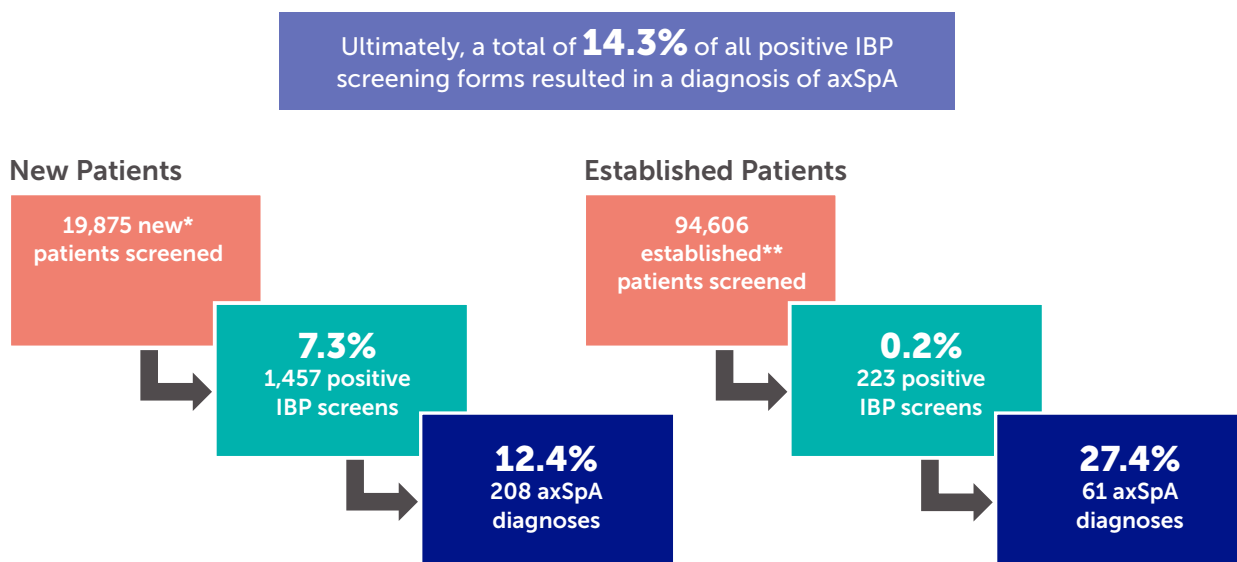 Ultimately, a total of 14.3% of all positive IBP
screening forms resulted in a diagnosis of axSpA
New Patients
19,875 new*
patients screened
7.3%
1,457 positive
IBP screens
12.4%
208 axSpA
diagnoses
Established Patients
94,606
established**
patients screened
0.2%
223 positive
IBP screens
27.4%
61 axSpA
diagnoses